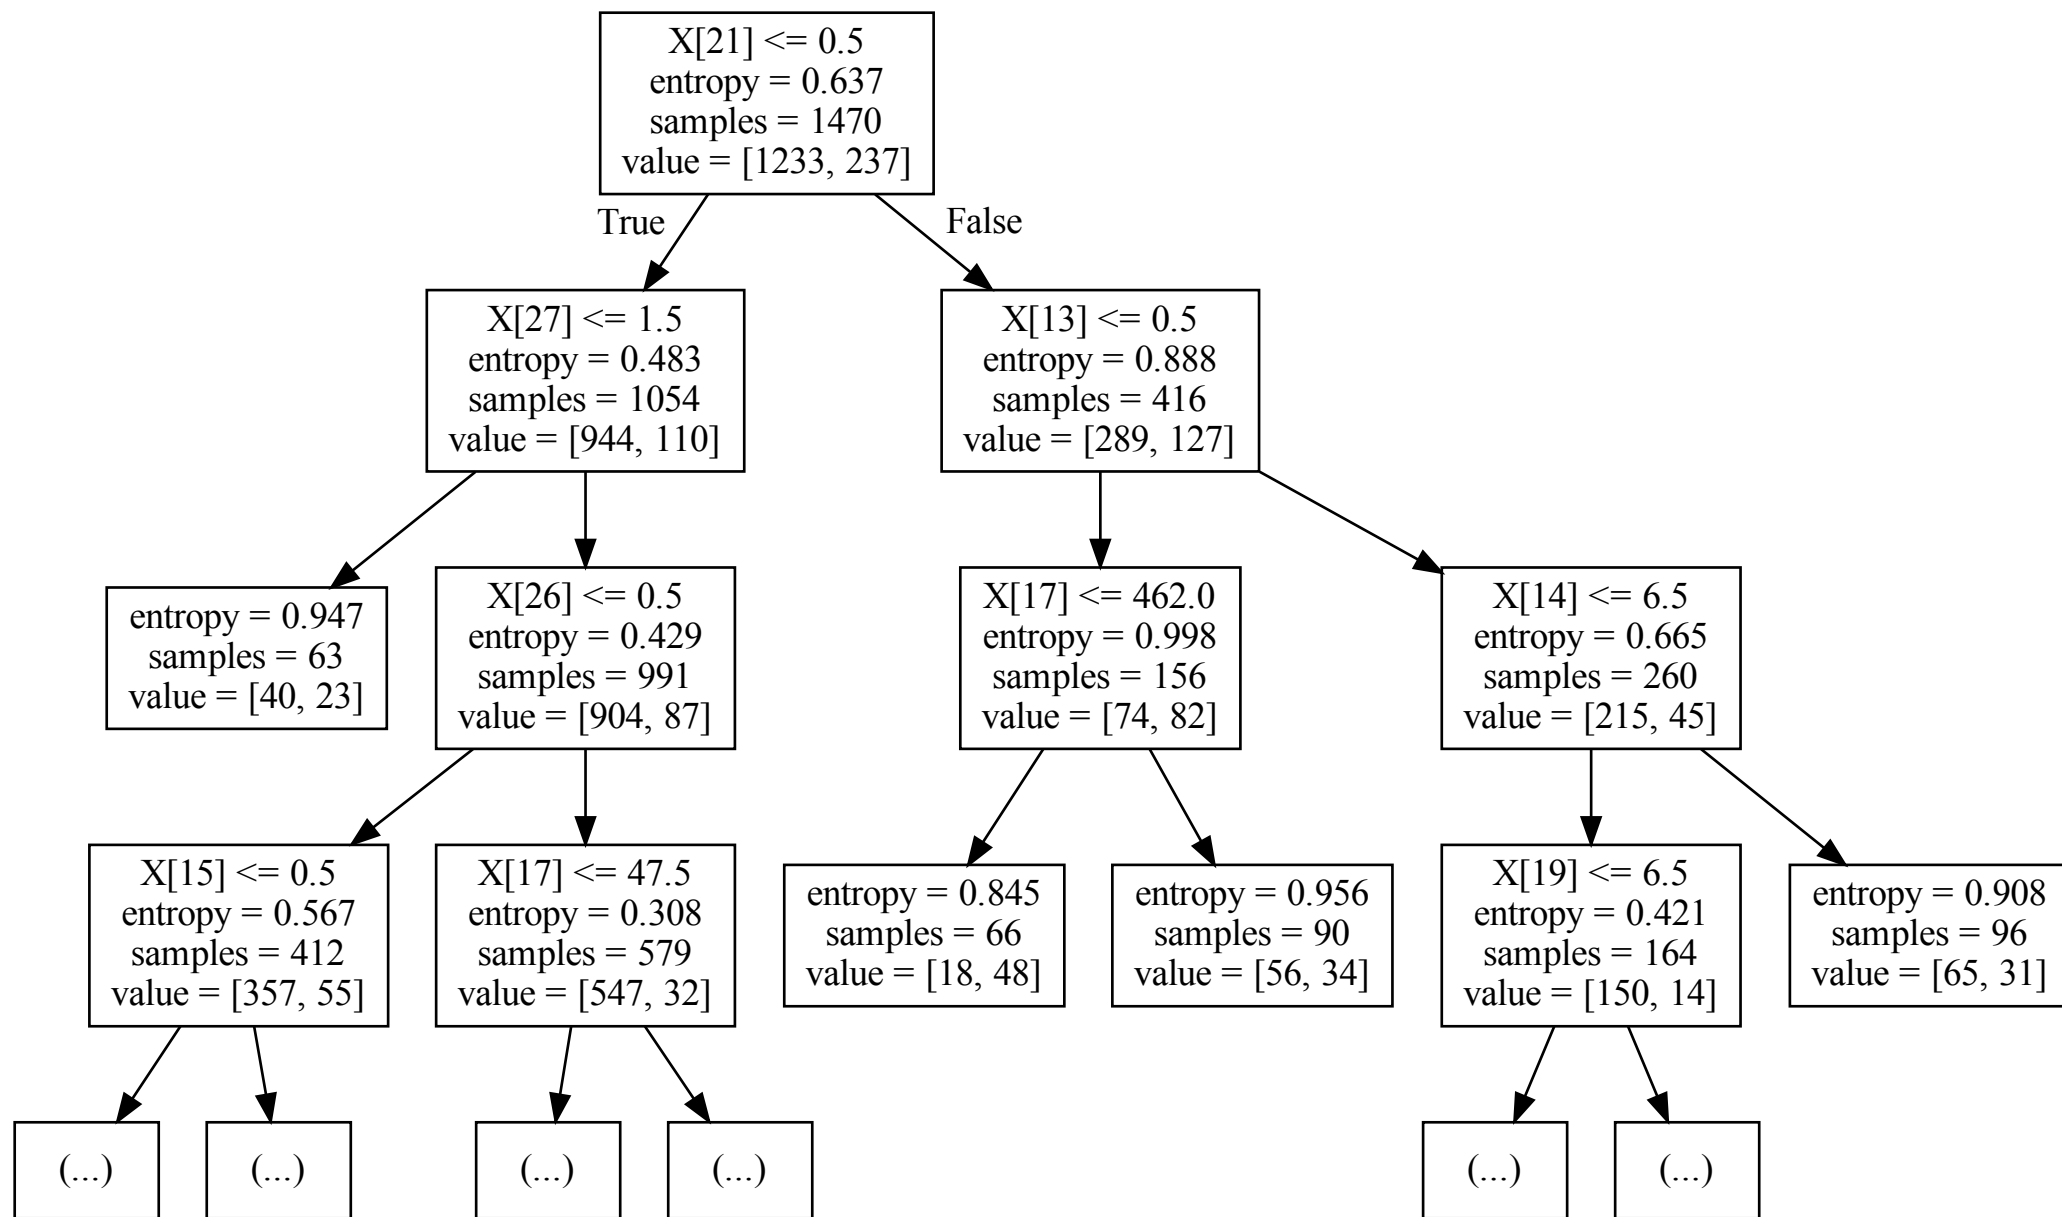 X[21] <= 0.5
entropy = 0.637
samples = 1470
value = [1233, 237]
True
False
X[27] <= 1.5
entropy = 0.483
samples = 1054
value = [944, 110]
X[13] <= 0.5
entropy = 0.888
samples = 416
value = [289, 127]
entropy = 0.947
samples = 63
value = [40, 23]
X[26] <= 0.5
entropy = 0.429
samples = 991
value = [904, 87]
X[17] <= 462.0
entropy = 0.998
samples = 156
value = [74, 82]
X[14] <= 6.5
entropy = 0.665
samples = 260
value = [215, 45]
X[15] <= 0.5
entropy = 0.567
samples = 412
value = [357, 55]
X[17] <= 47.5
entropy = 0.308
samples = 579
value = [547, 32]
entropy = 0.845
samples = 66
value = [18, 48]
entropy = 0.956
samples = 90
value = [56, 34]
X[19] <= 6.5
entropy = 0.421
samples = 164
value = [150, 14]
entropy = 0.908
samples = 96
value = [65, 31]
(...)
(...)
(...)
(...)
(...)
(...)